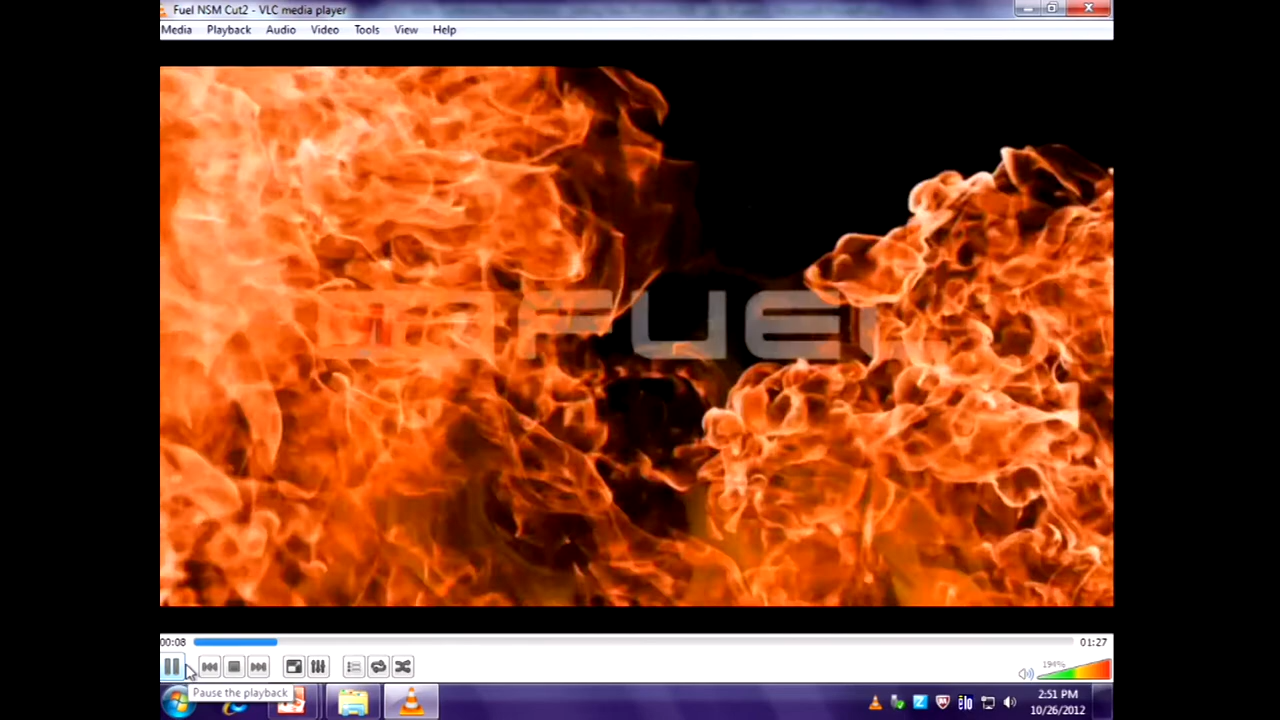 Fuel NSM Cut2 - VLC media player
Media Playback Audio Video Tools View Help
FUEL
00:08
01:27
194%
Pause the playback
2:51 PM
10/26/2012